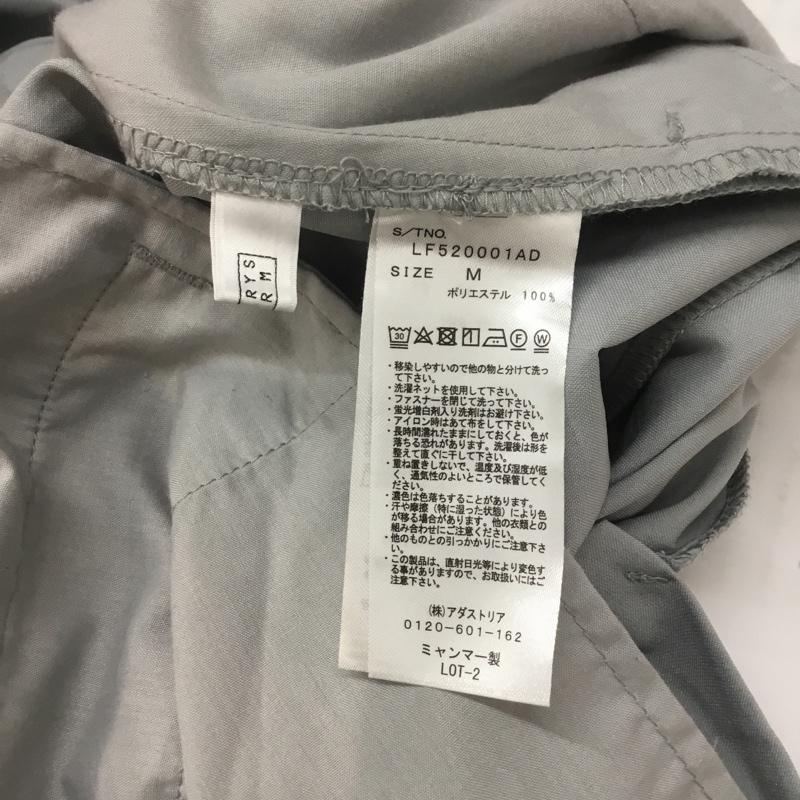 RYS
RM
S/TNO.
LF520001AD
SIZE M
ポリエステル 100%
30 F W
・移染しやすいので他の物と分けて洗っ
て下さい。
・洗濯ネットを使用して下さい。
・ファスナーを閉じて洗って下さい。
・蛍光増白剤入り洗剤はお避け下さい。
・アイロン時はあて布をして下さい。
・長時間濡れたままにしておくと、色が
落ちる恐れがあります。洗濯後は形を
整えて直ぐに干して下さい。
・重ね置きしないで、温度及び湿度が低
く、通気性のよいところで保管してく
ださい。
・濃色は色落ちすることがあります。
・汗や摩擦（特に湿った状態）により色
が移る場合があります。他の衣類との
組み合わせにご注意ください。
・他のものとの引っかかりにご注意下さ
い。
・この製品は、直射日光等により変色す
る事がありますので、お取扱いにはご
注意下さい。
(株)アダストリア
0120-601-162
ミャンマー製
LOT-2